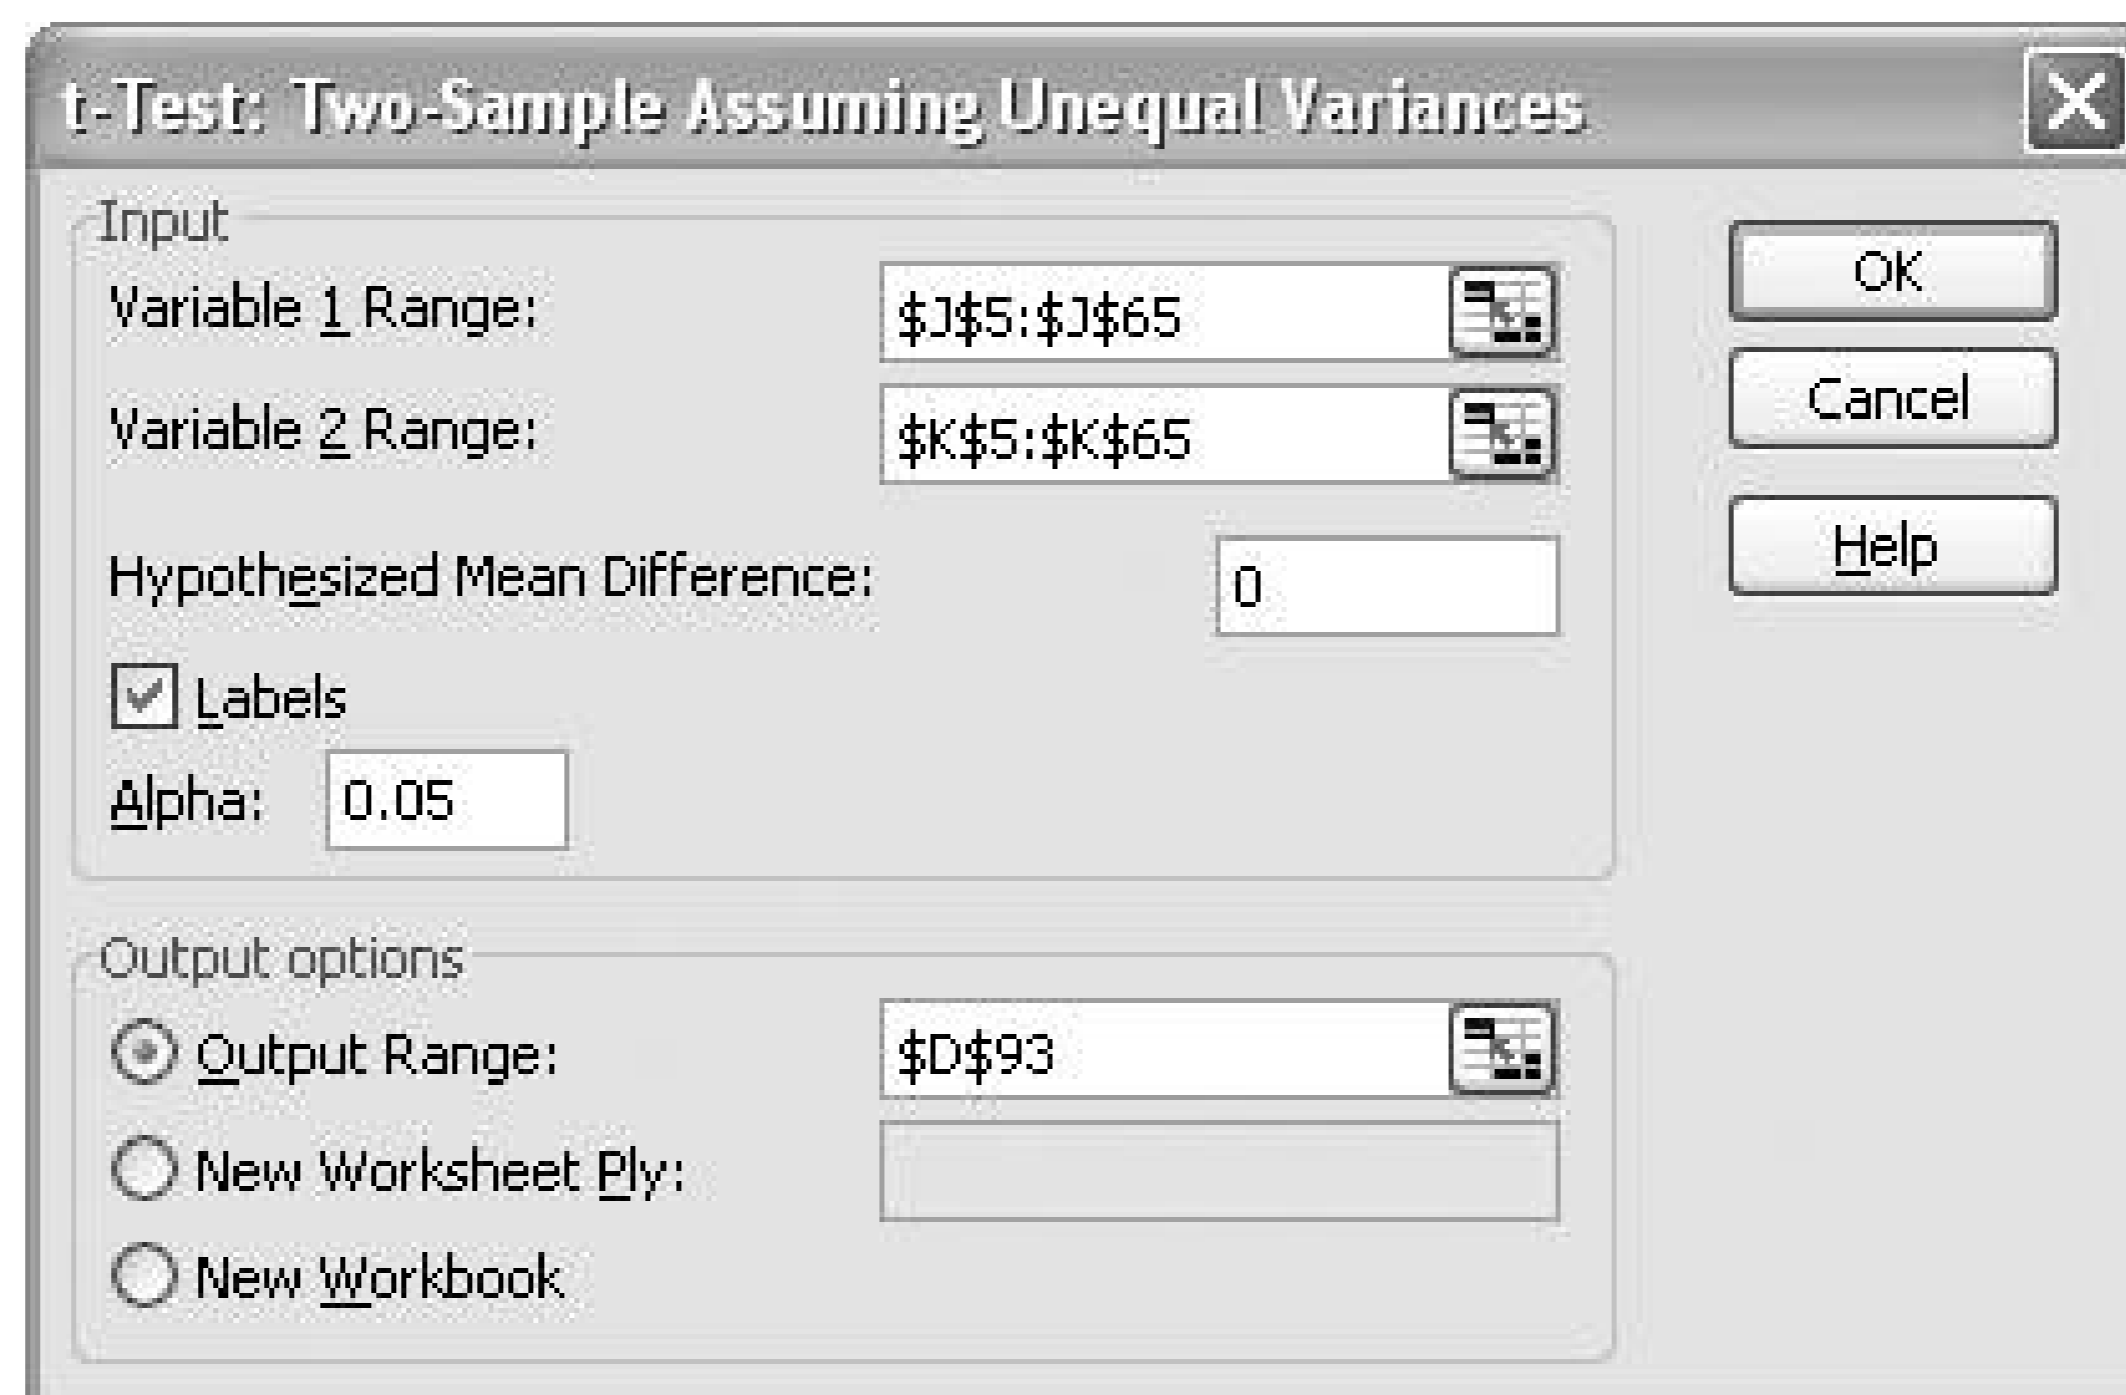 t-Test: Two-Sample Assuming Unequal Variances
Input
Variable 1 Range: $J$5:$J$65
Variable 2 Range: $K$5:$K$65
Hypothesized Mean Difference: 0
Labels
Alpha: 0.05
OK
Cancel
Help
Output options
Output Range: $D$93
New Worksheet Ply:
New Workbook